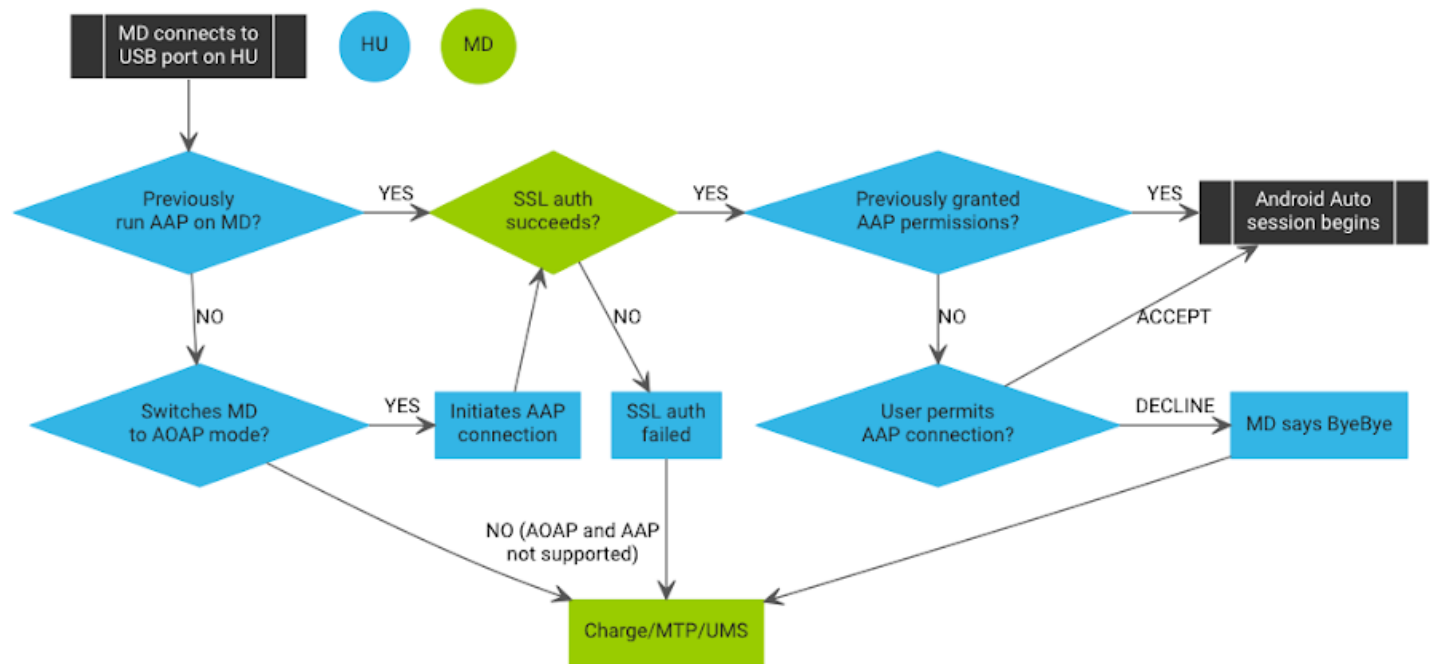 MD connects to
USB port on HU
HU
MD
Previously
run AAP on MD?
YES
SSL auth
succeeds?
YES
Previously granted
AAP permissions?
YES
Android Auto
session begins
NO
NO
NO
ACCEPT
Switches MD
to AOAP mode?
YES
Initiates AAP
connection
SSL auth
failed
User permits
AAP connection?
DECLINE
MD says ByeBye
NO (AOAP and AAP
not supported)
Charge/MTP/UMS